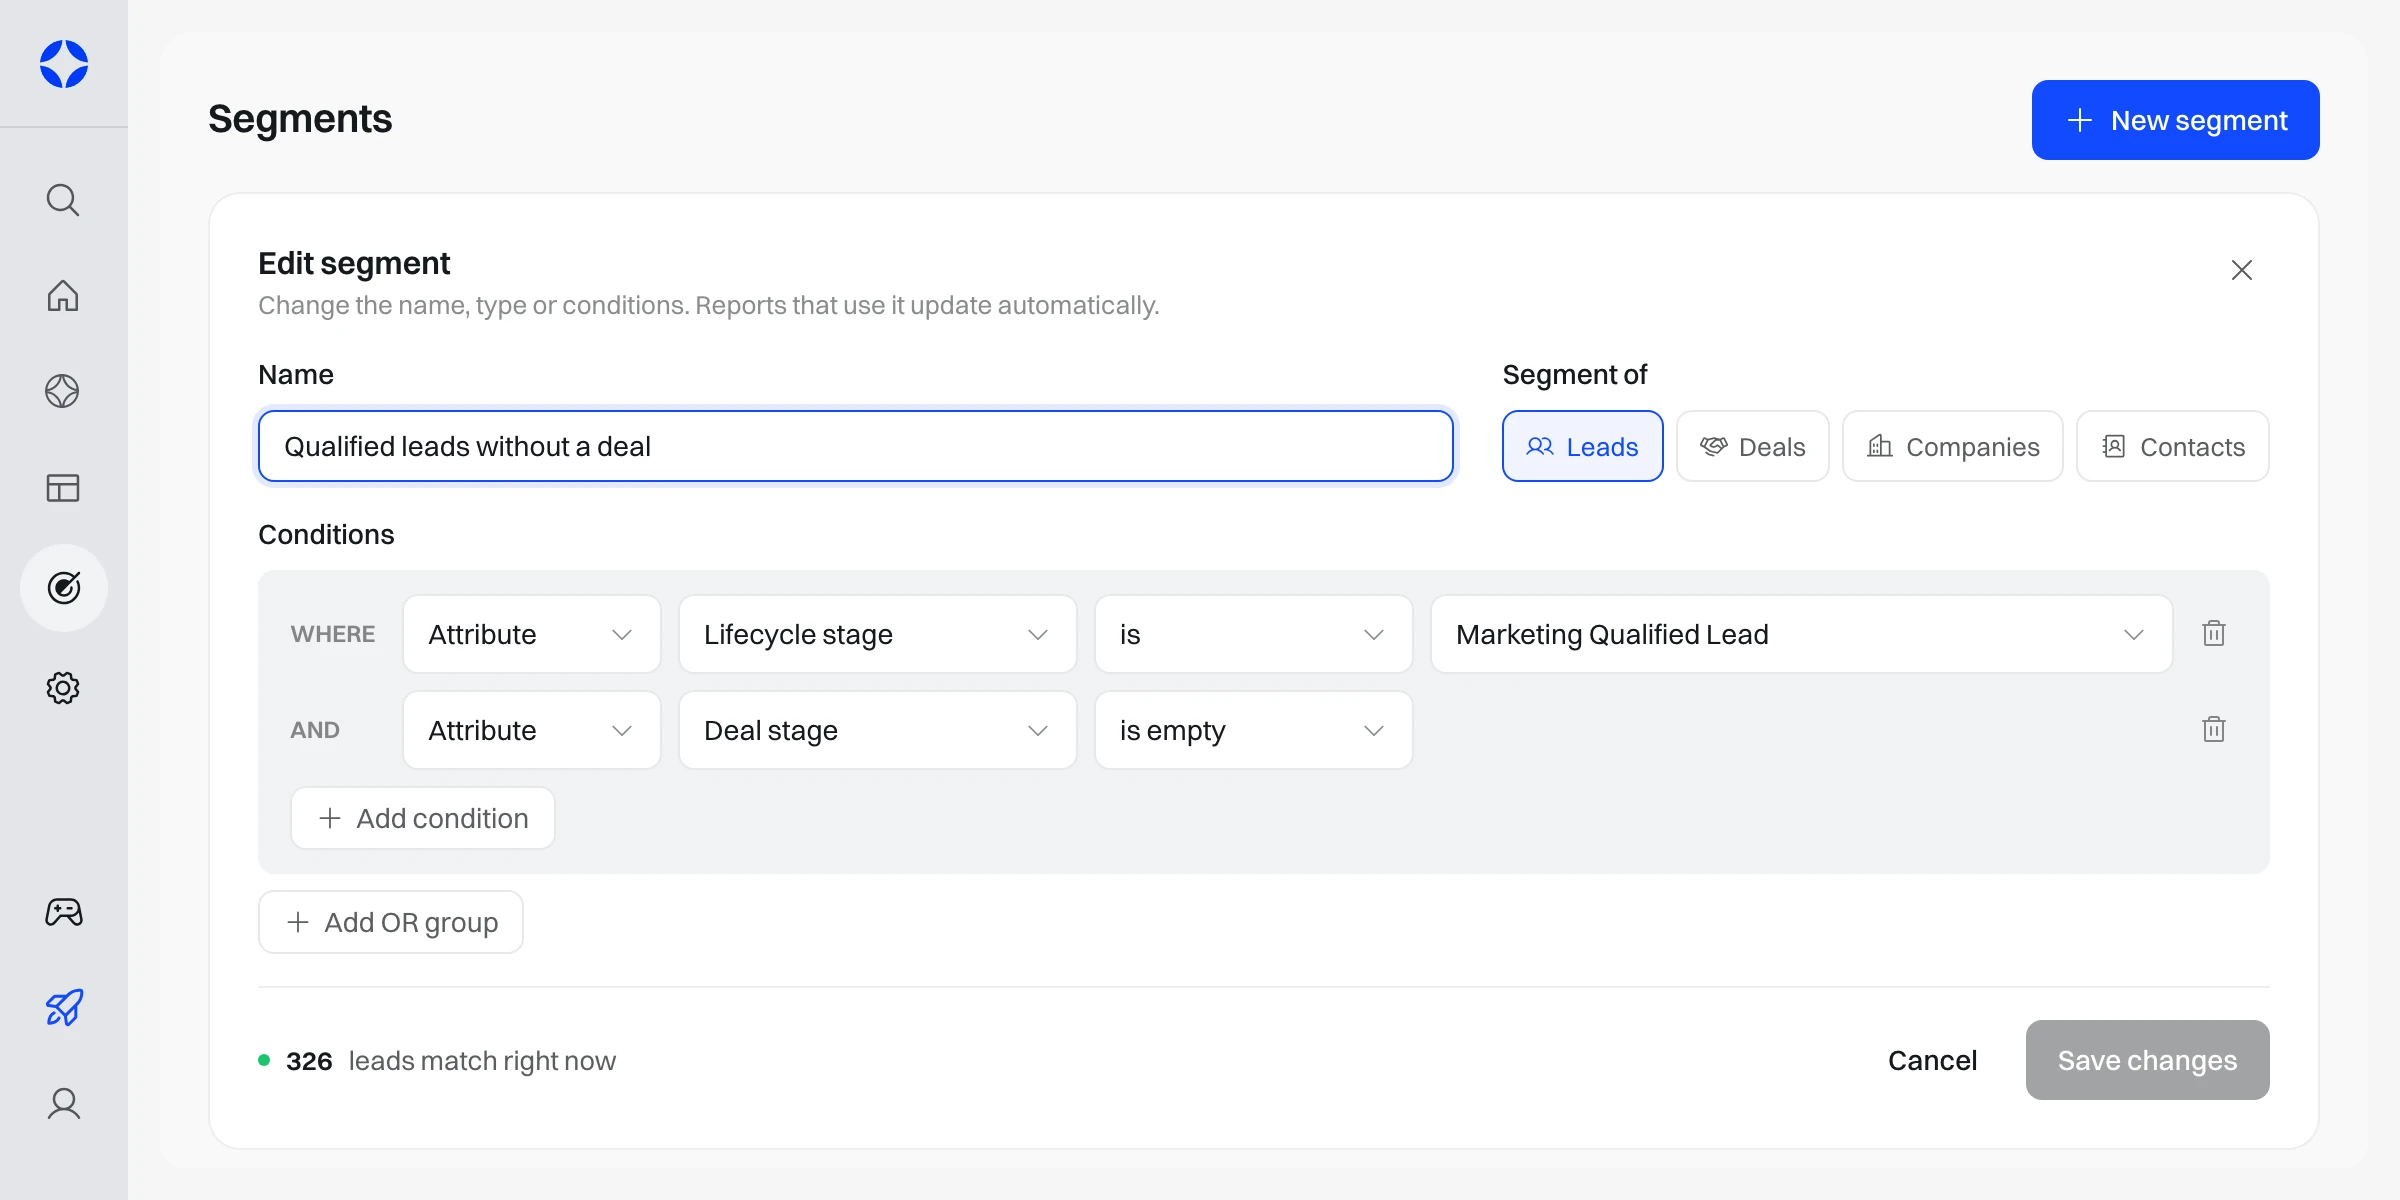 Segments
New segment
Edit segment
Change the name, type or conditions. Reports that use it update automatically.
Name
Segment of
Qualified leads without a deal
Leads
Deals
Companies
Contacts
Conditions
WHERE Attribute Lifecycle stage is Marketing Qualified Lead
AND Attribute Deal stage is empty
Add condition
Add OR group
326 leads match right now
Cancel
Save changes